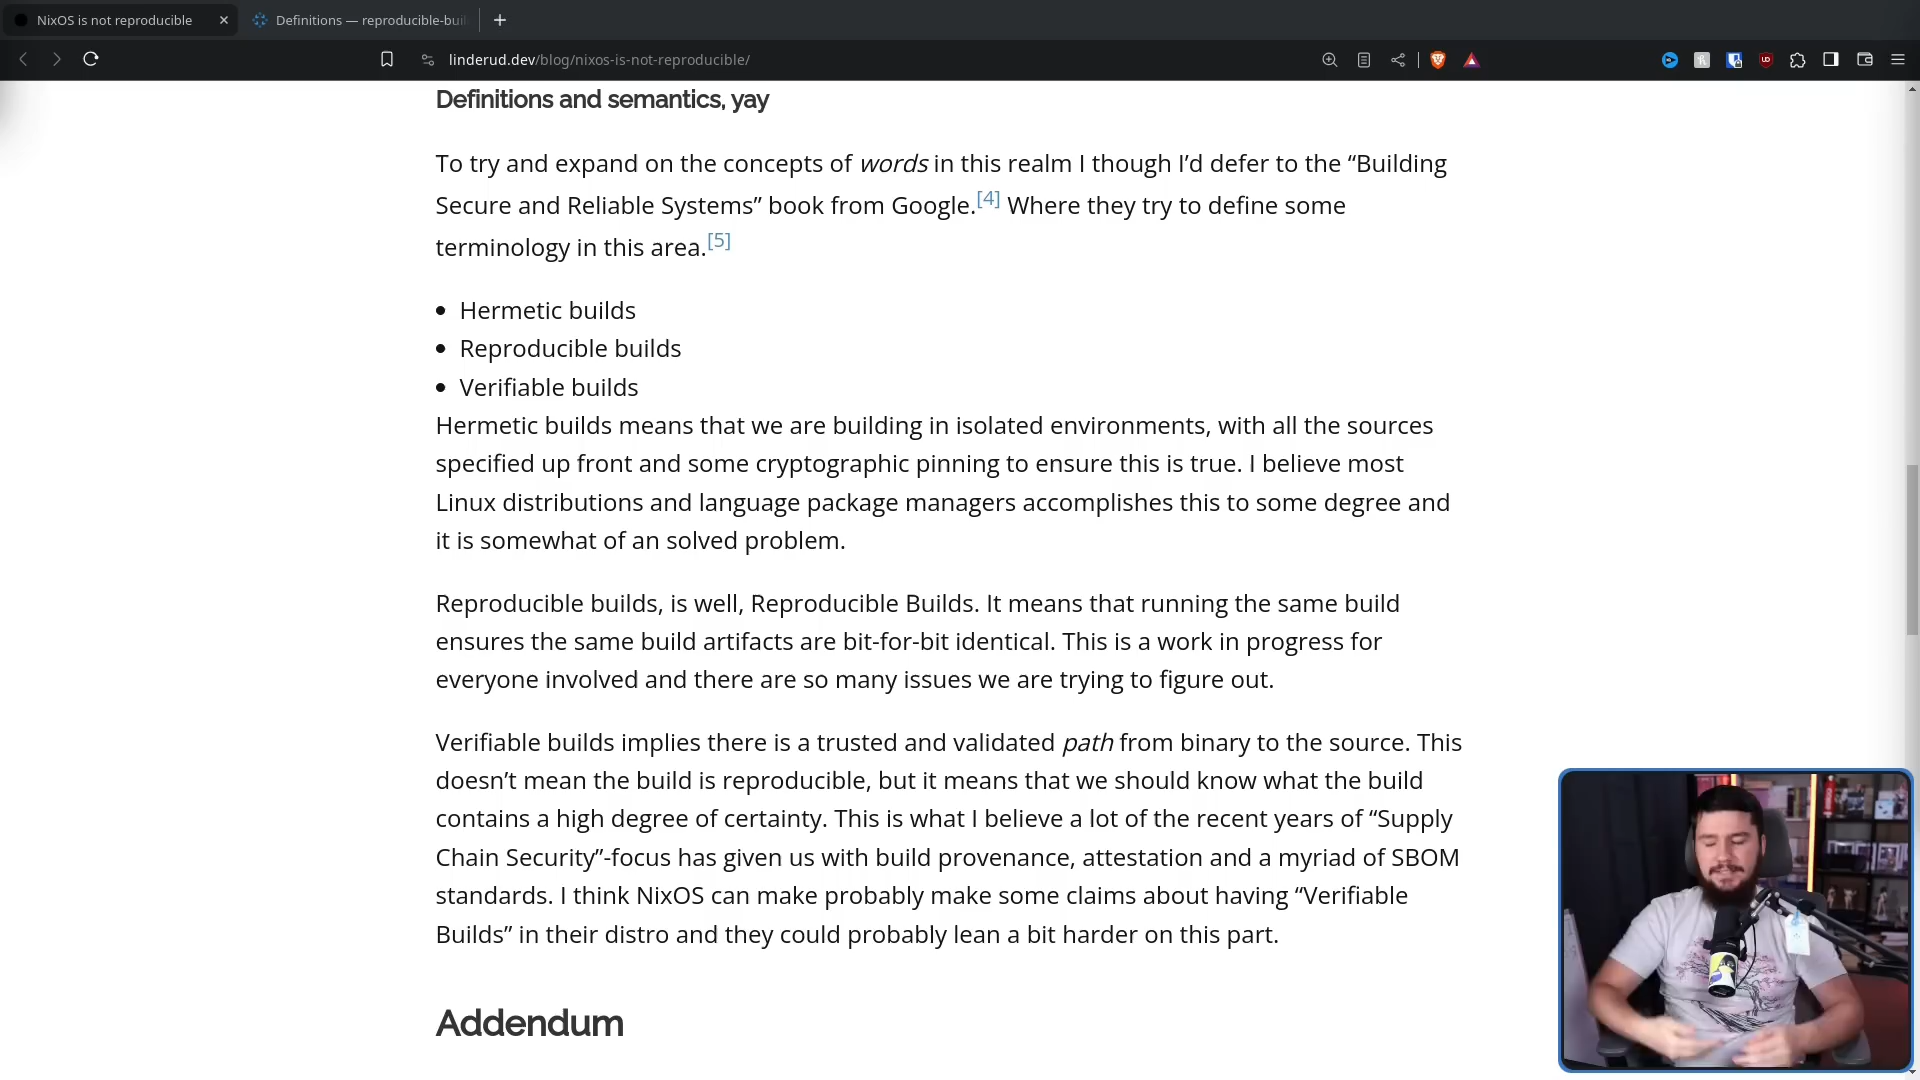 NixOS is not reproducible
Definitions — reproducible-buil
linderud.dev/blog/nixos-is-not-reproducible/
Definitions and semantics, yay
To try and expand on the concepts of words in this realm I though I’d defer to the “Building
Secure and Reliable Systems” book from Google.[4] Where they try to define some
terminology in this area.[5]
• Hermetic builds
• Reproducible builds
• Verifiable builds
Hermetic builds means that we are building in isolated environments, with all the sources
specified up front and some cryptographic pinning to ensure this is true. I believe most
Linux distributions and language package managers accomplishes this to some degree and
it is somewhat of an solved problem.
Reproducible builds, is well, Reproducible Builds. It means that running the same build
ensures the same build artifacts are bit-for-bit identical. This is a work in progress for
everyone involved and there are so many issues we are trying to figure out.
Verifiable builds implies there is a trusted and validated path from binary to the source. This
doesn’t mean the build is reproducible, but it means that we should know what the build
contains a high degree of certainty. This is what I believe a lot of the recent years of “Supply
Chain Security”-focus has given us with build provenance, attestation and a myriad of SBOM
standards. I think NixOS can make probably make some claims about having “Verifiable
Builds” in their distro and they could probably lean a bit harder on this part.
Addendum